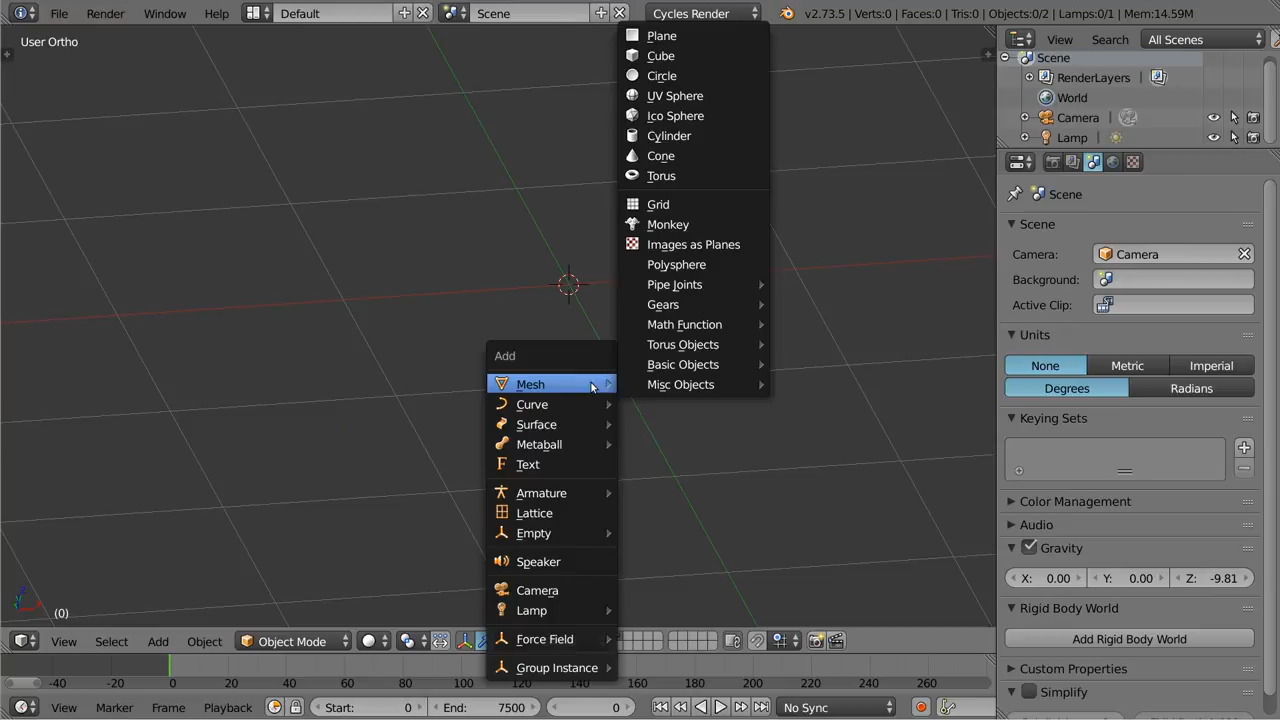 File Render Window Help Default Scene Cycles Render v2.73.5 | Verts:0 | Faces:0 | Tris:0 | Objects:0/2 | Lamps:0/1 | Mem:14.59M
User Ortho
Plane
Cube
Circle
UV Sphere
Ico Sphere
Cylinder
Cone
Torus
Grid
Monkey
Images as Planes
Polysphere
Pipe Joints
Gears
Math Function
Torus Objects
Basic Objects
Misc Objects
Add
Mesh
Curve
Surface
Metaball
Text
Armature
Lattice
Empty
Speaker
Camera
Lamp
Force Field
Group Instance
(0)
View Select Add Object Object Mode
-40 -20 0 20 40 60 80 100 120 140 160 180 200 220 240 260
View Marker Frame Playback Start: 0 End: 7500 0 No Sync
View Search All Scenes
Scene
RenderLayers
World
Camera
Lamp
Scene
Scene
Camera: Camera
Background:
Active Clip:
Units
None Metric Imperial
Degrees Radians
Keying Sets
Color Management
Audio
Gravity
X: 0.00 Y: 0.00 Z: -9.81
Rigid Body World
Add Rigid Body World
Custom Properties
Simplify